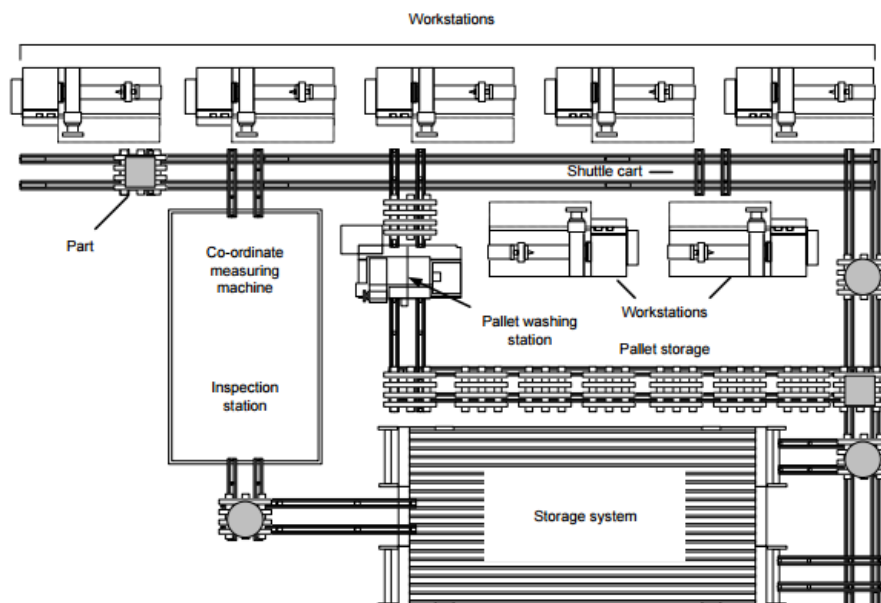 Workstations
Shuttle cart
Part
Co-ordinate
measuring
machine
Workstations
Pallet washing
station
Pallet storage
Inspection
station
Storage system